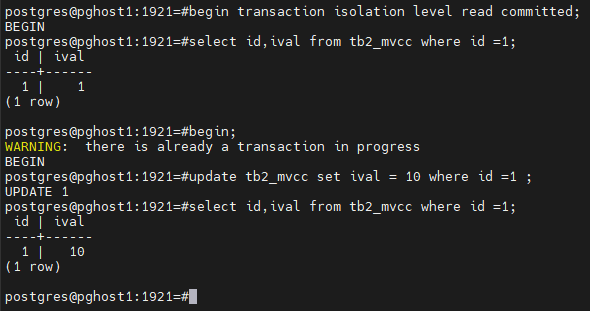 postgres@pghost1:1921=#begin transaction isolation level read committed;
BEGIN
postgres@pghost1:1921=#select id,ival from tb2_mvcc where id =1;
 id | ival
----+------
  1 |    1
(1 row)

postgres@pghost1:1921=#begin;
WARNING:  there is already a transaction in progress
BEGIN
postgres@pghost1:1921=#update tb2_mvcc set ival = 10 where id =1 ;
UPDATE 1
postgres@pghost1:1921=#select id,ival from tb2_mvcc where id =1;
 id | ival
----+------
  1 |   10
(1 row)

postgres@pghost1:1921=#